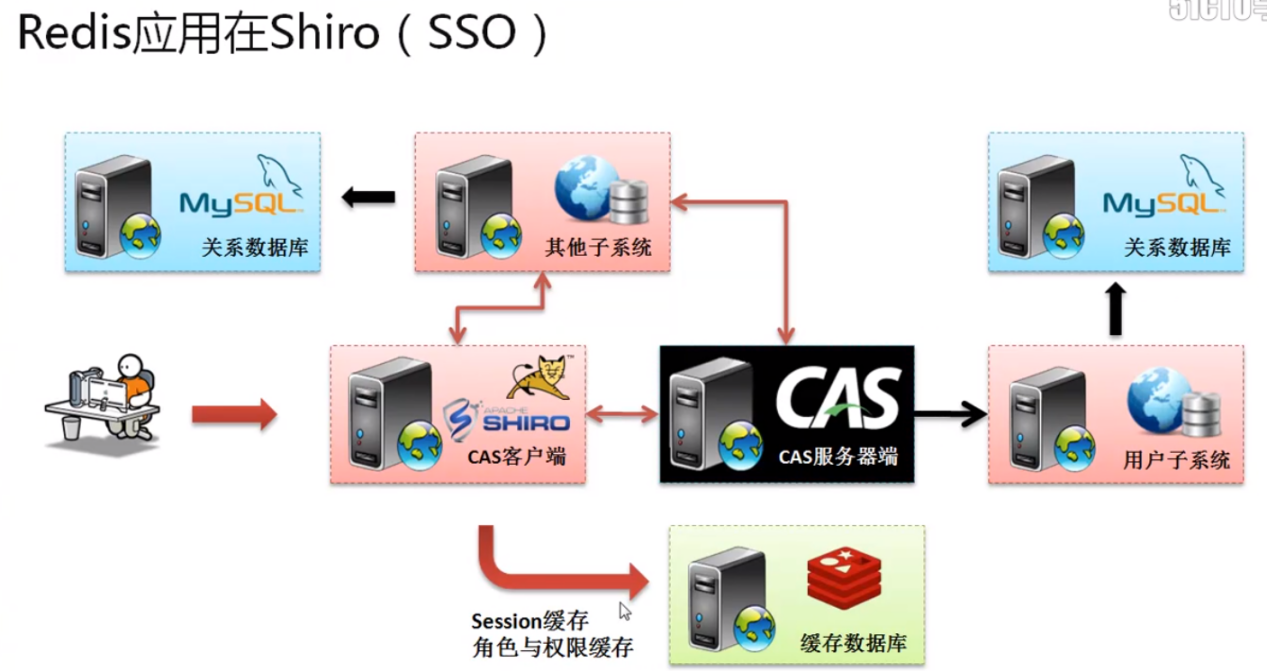 51CTO
Redis应用在Shiro（SSO）
MySQL
关系数据库
其他子系统
MySQL
关系数据库
APACHE
SHIRO
CAS客户端
CAS
CAS服务器端
用户子系统
Session缓存
角色与权限缓存
缓存数据库